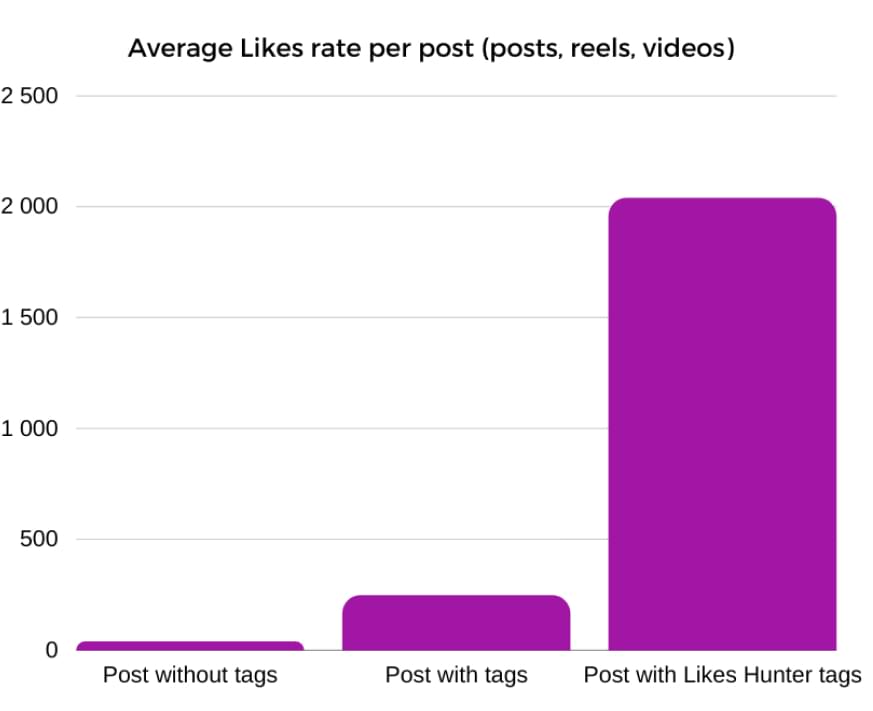 Average Likes rate per post (posts, reels, videos)
2 500
2 000
1 500
1 000
500
0
Post without tags
Post with tags
Post with Likes Hunter tags